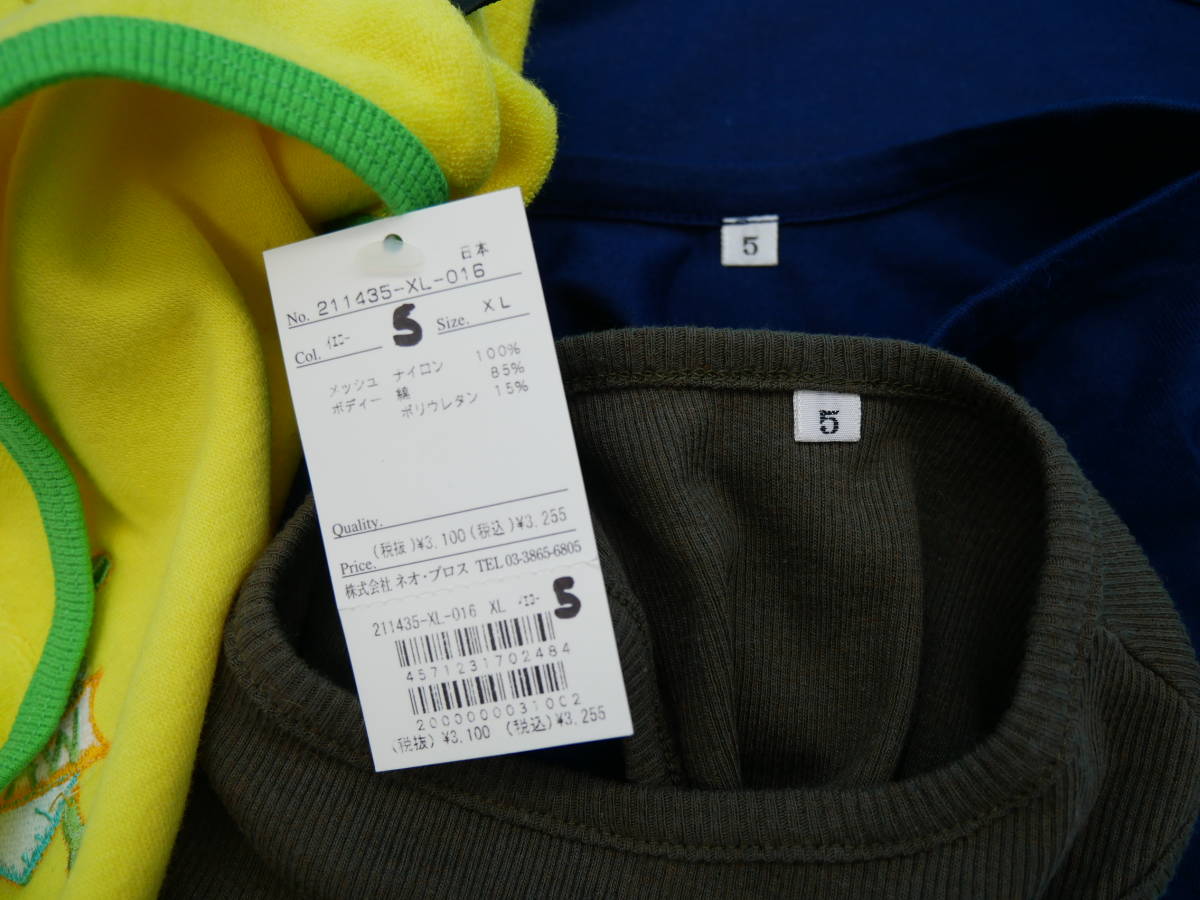 日本
No. 211435-XL-016
Col. ｲｴﾛｰ 5 Size. XL
メッシュ ナイロン 100%
ボディー 綿 85%
ポリウレタン 15%
Quality.
(税抜)¥3,100(税込)¥3,255
Price.
株式会社 ネオ・プロス TEL 03-3865-6805
5
211435-XL-016 XL ｲｴﾛｰ
4571231702484
2000000031002
(税抜)¥3,100 (税込)¥3,255
5
5